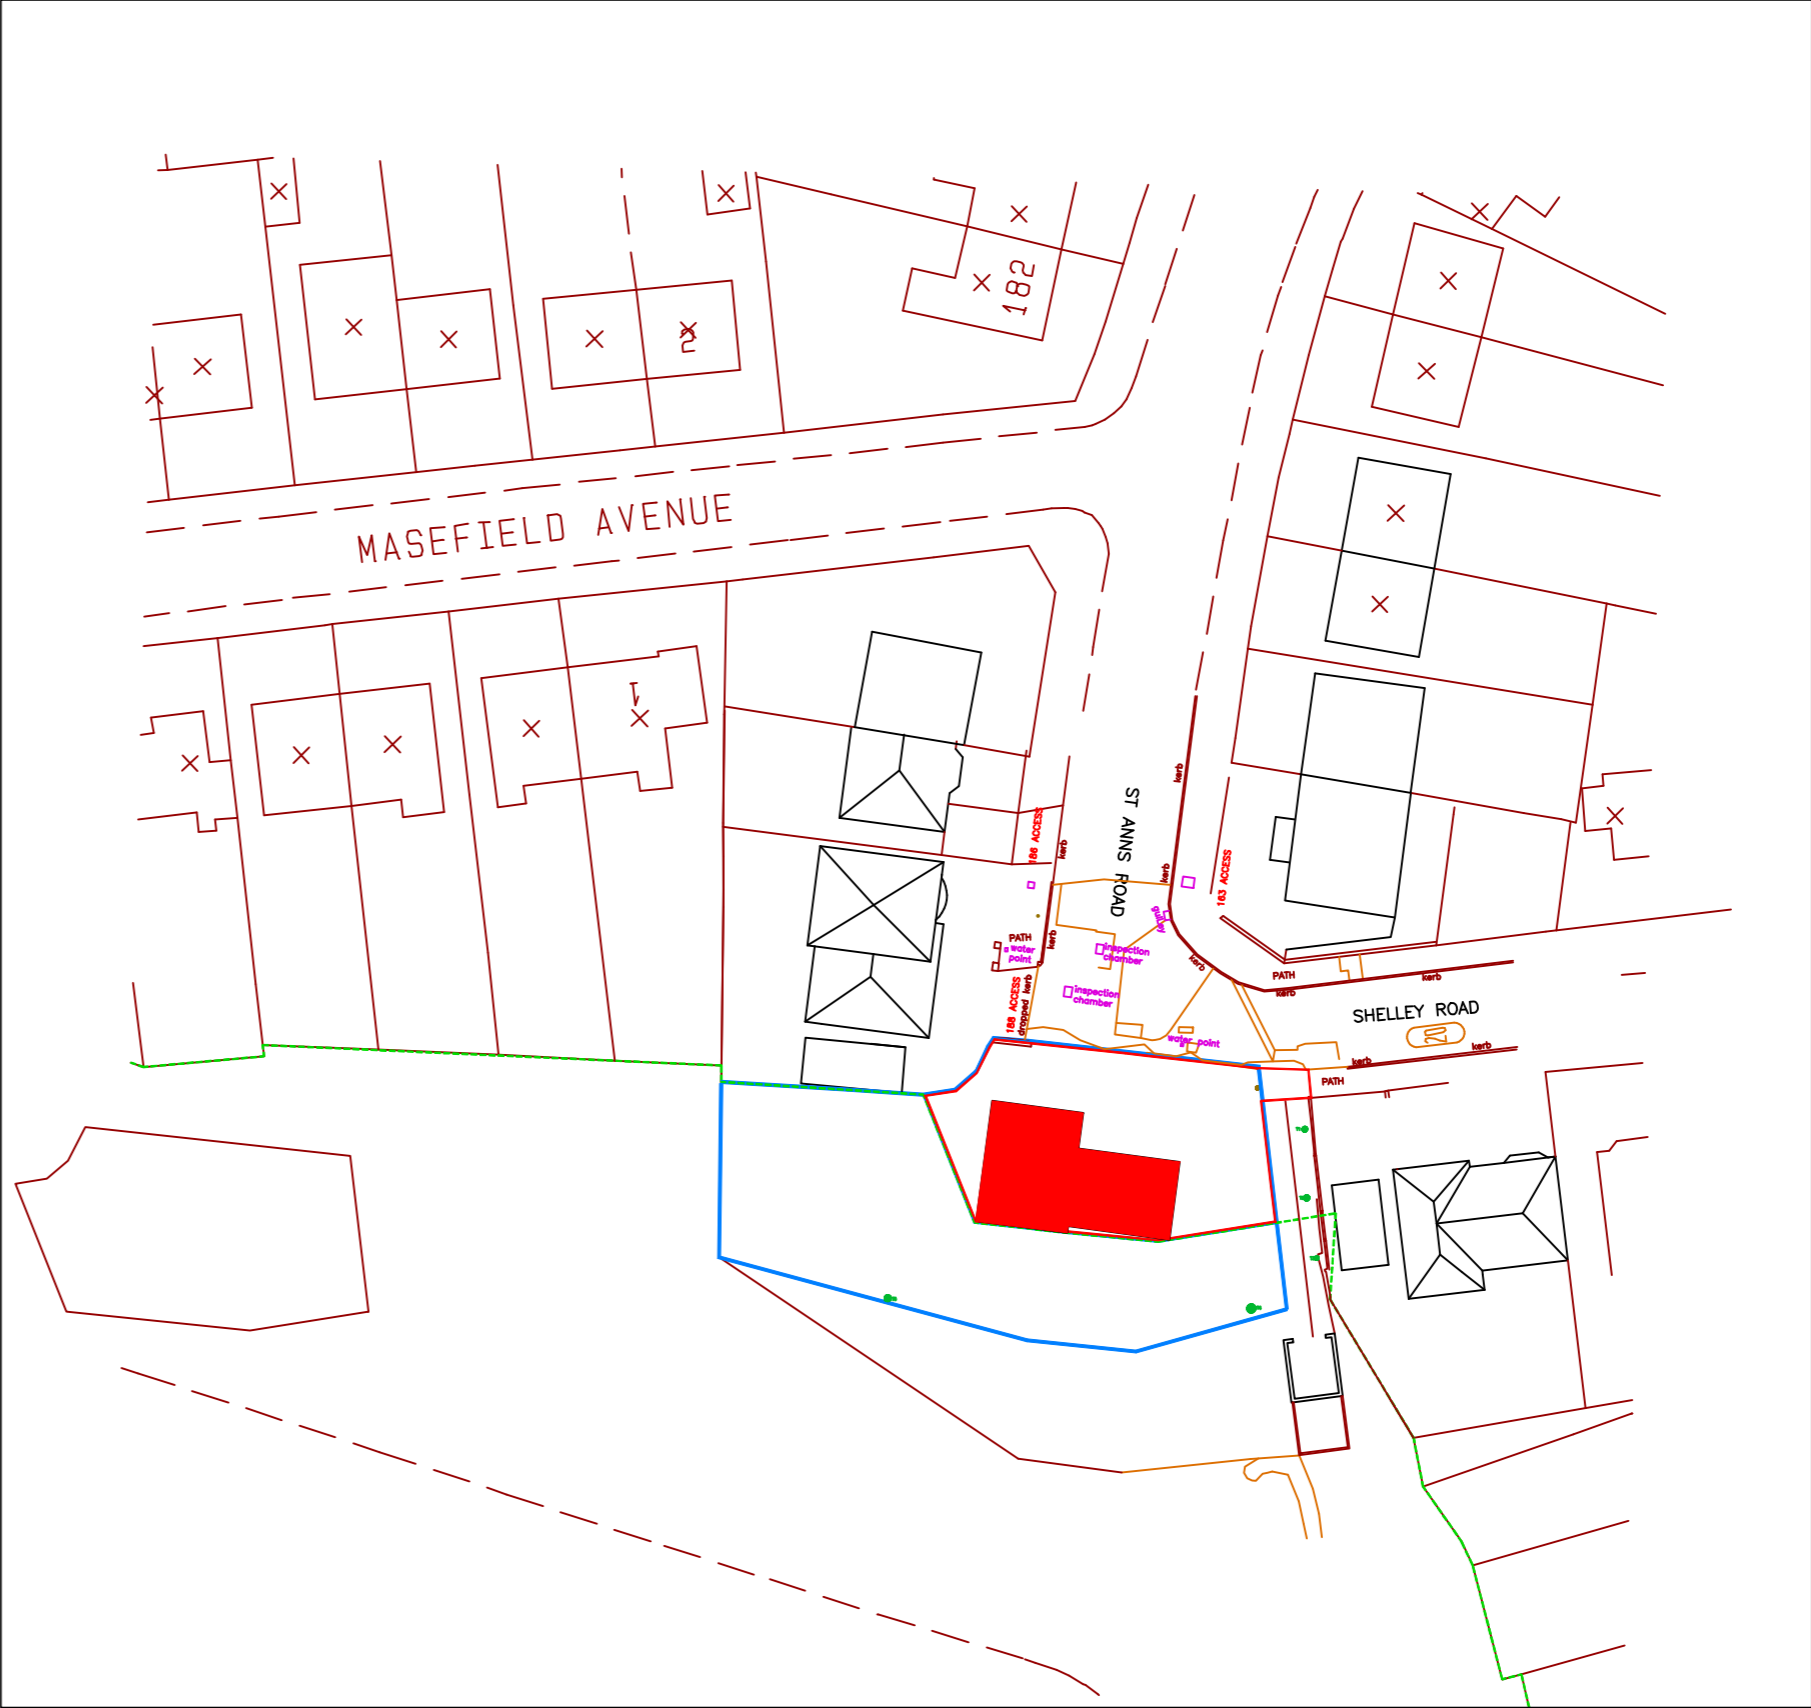 182
2
MASEFIELD AVENUE
1
kerb
ST ANNS ROAD
186 ACCESS
kerb
kerb
163 ACCESS
gulley
PATH
water
point
kerb
inspection
chamber
kerb
PATH
kerb
kerb
inspection
chamber
188 ACCESS
dropped kerb
SHELLEY ROAD
20
water point
kerb
kerb
PATH